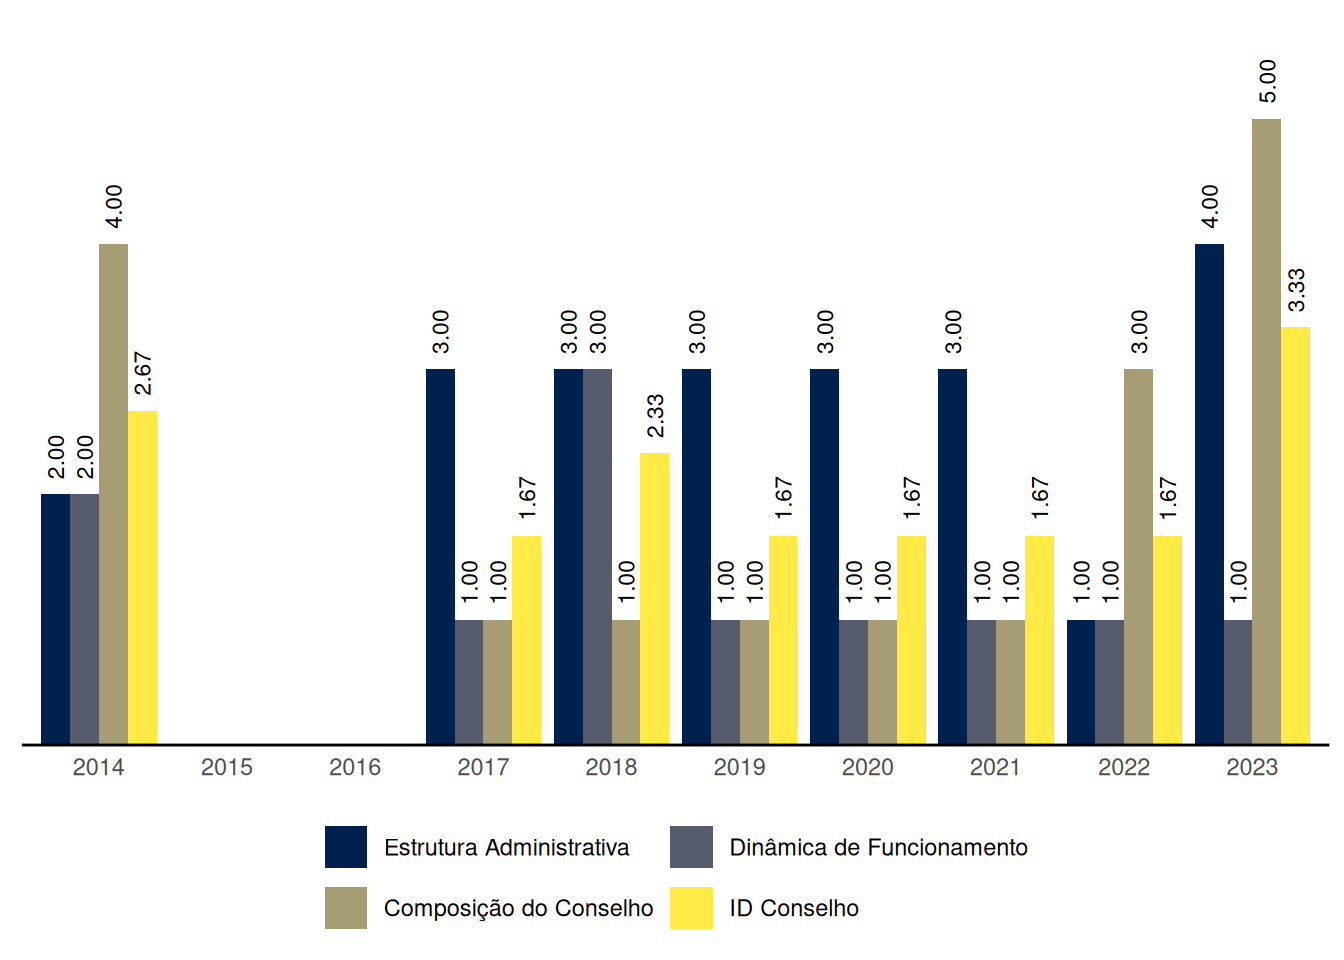 5.00
4.00 4.00
3.33
3.00 3.00 3.00 3.00 3.00 3.00 3.00
2.67
2.33
2.00 2.00
1.67 1.67 1.67 1.67 1.67
1.00 1.00 1.00 1.00 1.00 1.00 1.00 1.00 1.00 1.00 1.00 1.00
2014 2015 2016 2017 2018 2019 2020 2021 2022 2023
Estrutura Administrativa Dinâmica de Funcionamento
Composição do Conselho ID Conselho